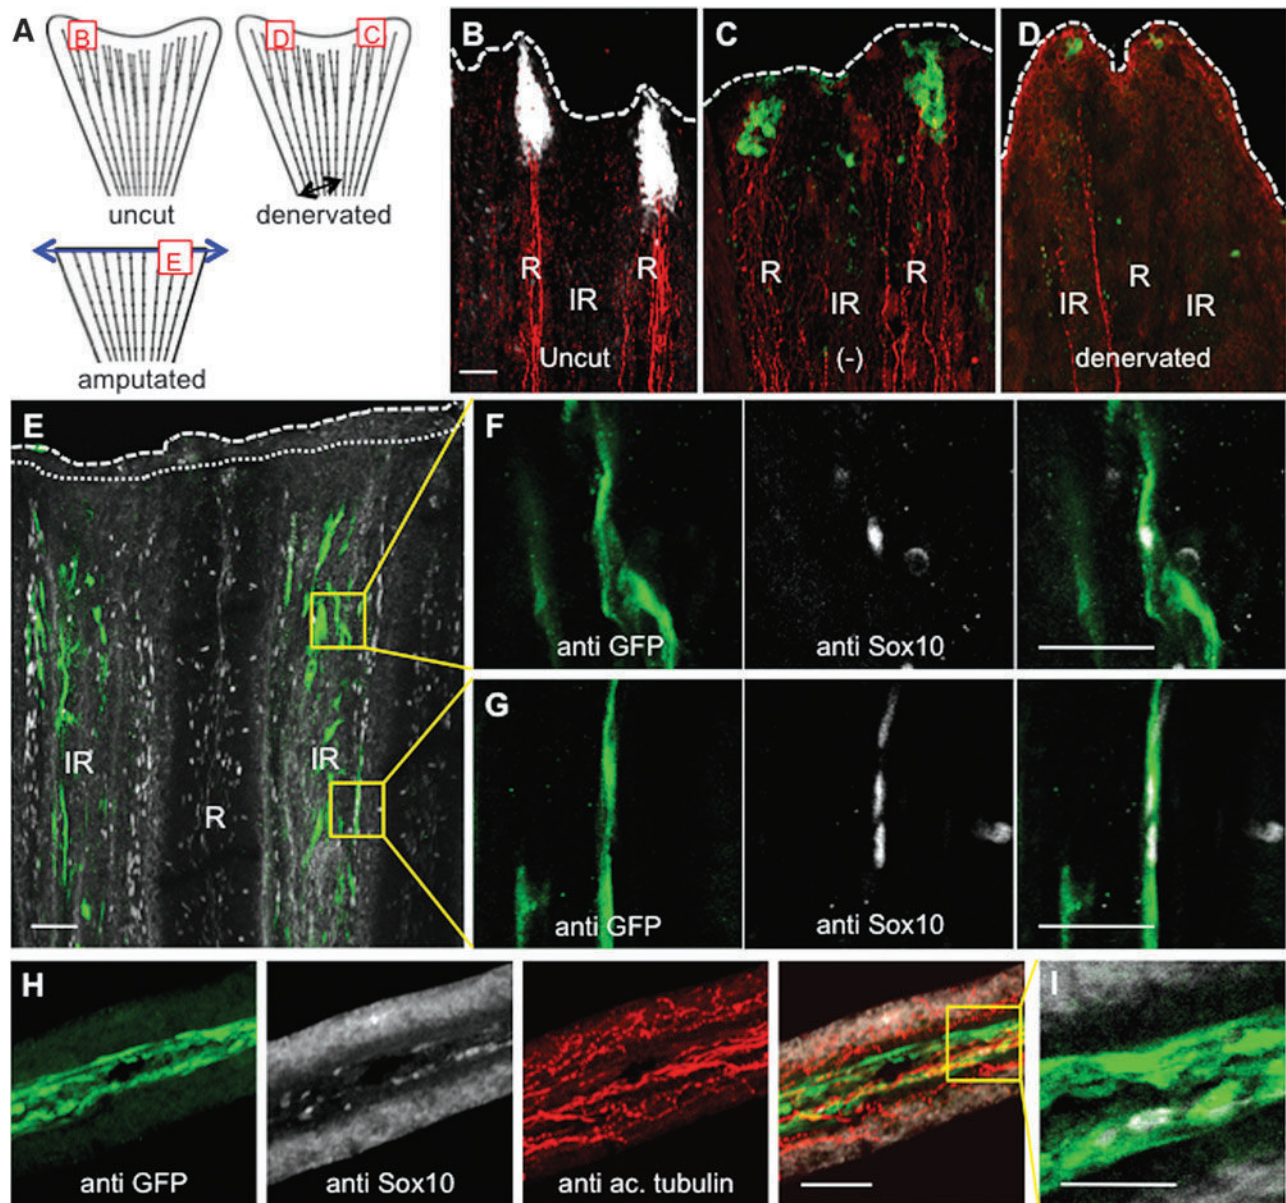 A
B
D
C
uncut
denervated
E
amputated
B
R
IR
R
Uncut
C
R
IR
R
(-)
D
IR
R
IR
denervated
E
IR
R
IR
F
anti GFP
anti Sox10
G
anti GFP
anti Sox10
H
anti GFP
anti Sox10
anti ac. tubulin
I